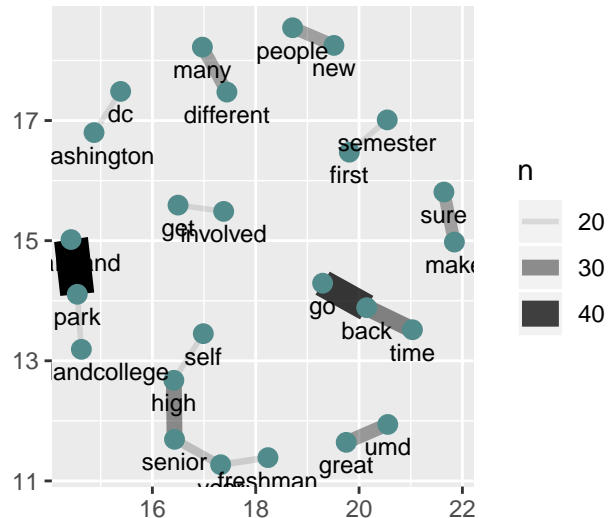 people
new
many
different
dc
ashington
semester
first
17
n
20
30
40
get
involved
sure
make
15
and
park
go
back
time
13
self
andcollege
high
umd
great
senior
freshman
11
16
18
20
22